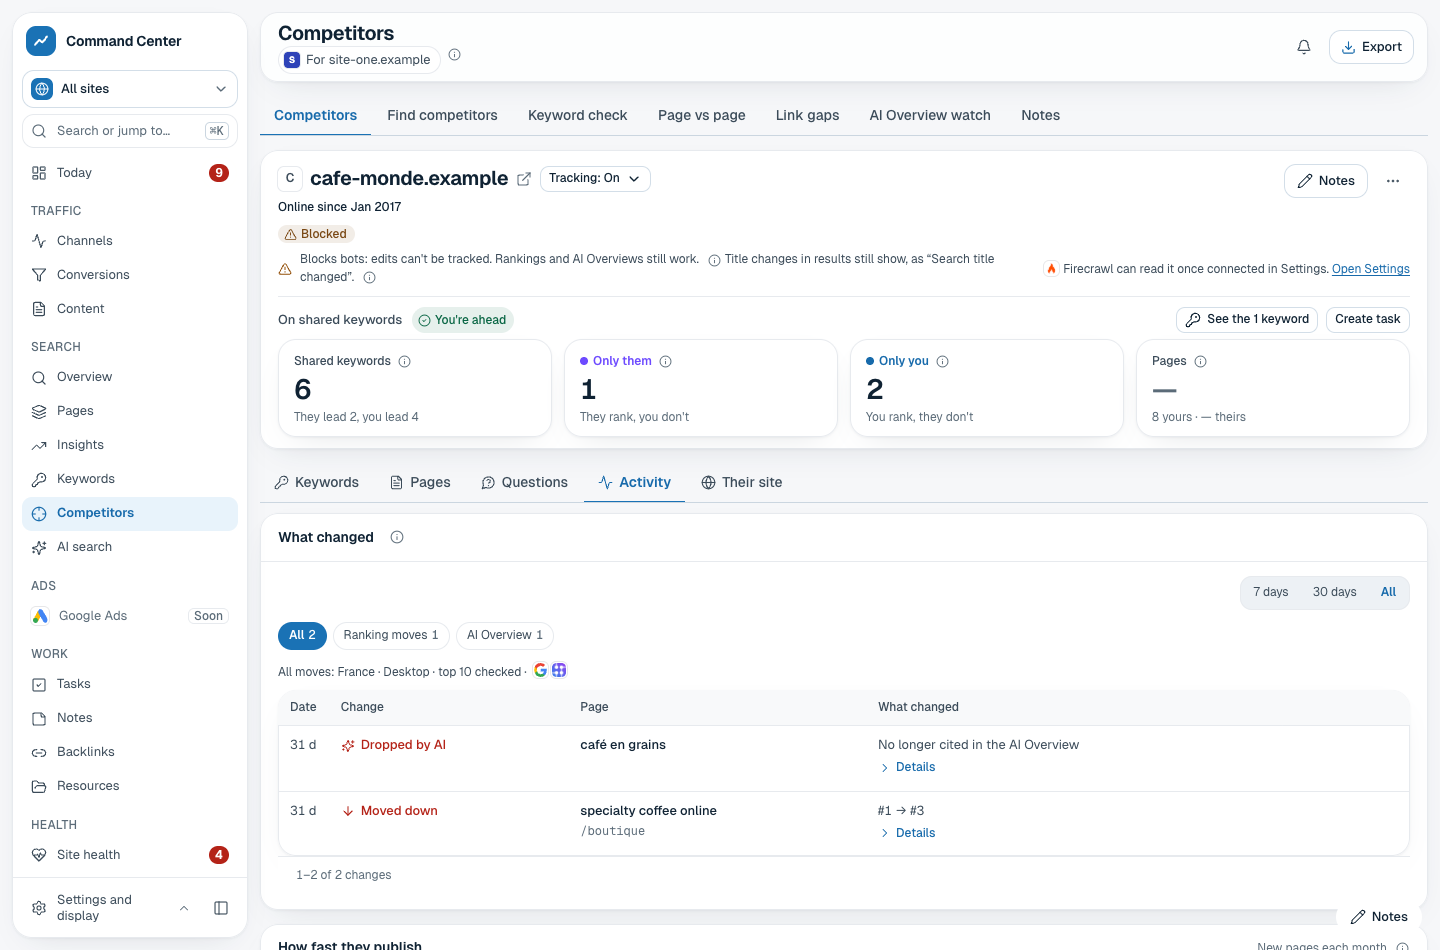 Command Center
All sites
Search or jump to…
⌘K
Today
9
TRAFFIC
Channels
Conversions
Content
SEARCH
Overview
Pages
Insights
Keywords
Competitors
AI search
ADS
Google Ads
Soon
WORK
Tasks
Notes
Backlinks
Resources
HEALTH
Site health
4
Settings and
display
Competitors
S For site-one.example
Export
Competitors
Find competitors
Keyword check
Page vs page
Link gaps
AI Overview watch
Notes
C cafe-monde.example
Tracking: On
Notes
Online since Jan 2017
Blocked
Blocks bots: edits can't be tracked. Rankings and AI Overviews still work. Title changes in results still show, as “Search title
changed”.
Firecrawl can read it once connected in Settings. Open Settings
On shared keywords
You're ahead
See the 1 keyword
Create task
Shared keywords
6
They lead 2, you lead 4
Only them
1
They rank, you don't
Only you
2
You rank, they don't
Pages
—
8 yours · — theirs
Keywords
Pages
Questions
Activity
Their site
What changed
7 days
30 days
All
All 2
Ranking moves 1
AI Overview 1
All moves: France · Desktop · top 10 checked ·
Date
Change
Page
What changed
31 d
Dropped by AI
café en grains
No longer cited in the AI Overview
Details
31 d
Moved down
specialty coffee online
/boutique
#1 → #3
Details
1–2 of 2 changes
Notes
How fast they publish
New pages each month